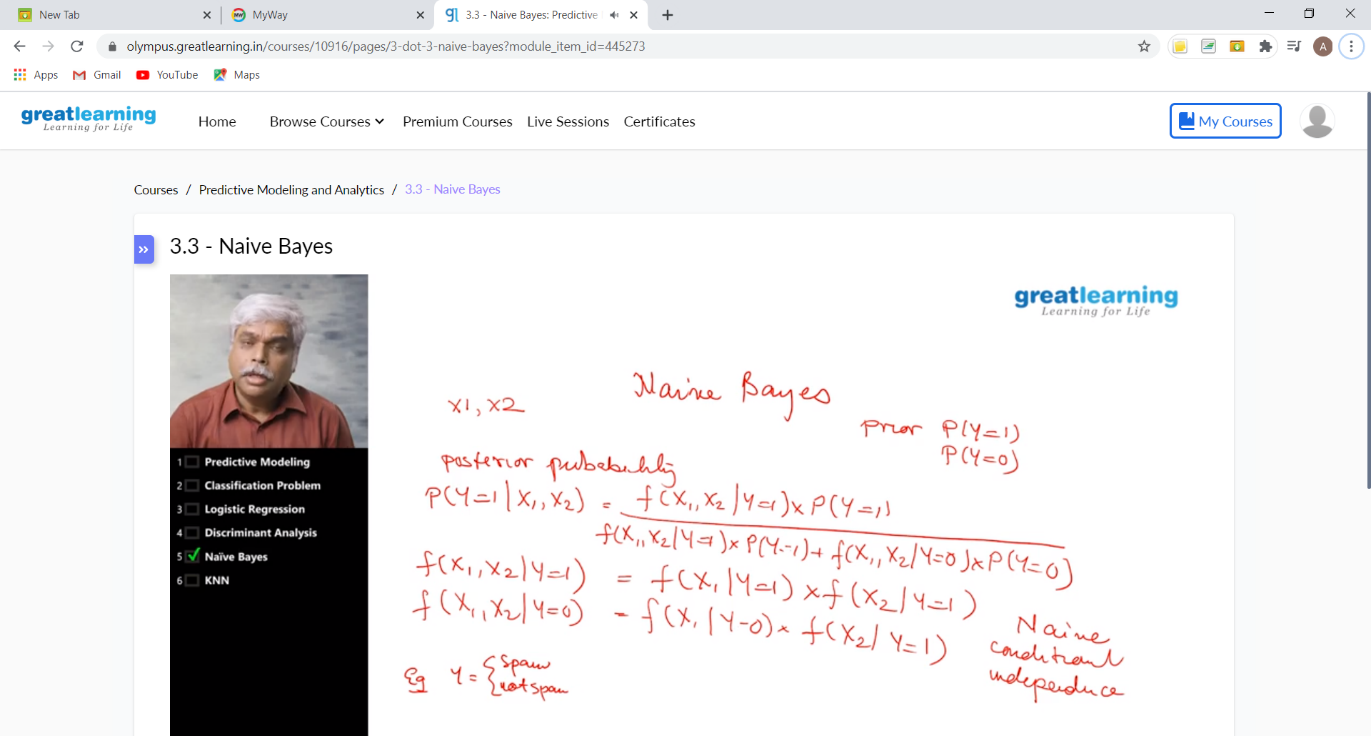 New Tab
MyWay
3.3 - Naive Bayes: Predictive
olympus.greatlearning.in/courses/10916/pages/3-dot-3-naive-bayes?module_item_id=445273
A
Apps Gmail YouTube Maps
greatlearning
Learning for Life
Home Browse Courses Premium Courses Live Sessions Certificates
My Courses
Courses / Predictive Modeling and Analytics / 3.3 - Naive Bayes
3.3 - Naive Bayes
greatlearning
Learning for Life
1 Predictive Modeling
2 Classification Problem
3 Logistic Regression
4 Discriminant Analysis
5 Naïve Bayes
6 KNN
Naive Bayes
X1, X2
prior P(Y=1)
P(Y=0)
posterior probability
P(Y=1|X1, X2) = f(X1, X2|Y=1) x P(Y=1)
f(X1, X2|Y=1) x P(Y=1) + f(X1, X2|Y=0) x P(Y=0)
f(X1, X2|Y=1) = f(X1|Y=1) x f(X2|Y=1)
f(X1, X2|Y=0) = f(X1|Y=0) x f(X2|Y=1)
Naive
conditional
independence
Eg Y = { spam
{ not spam